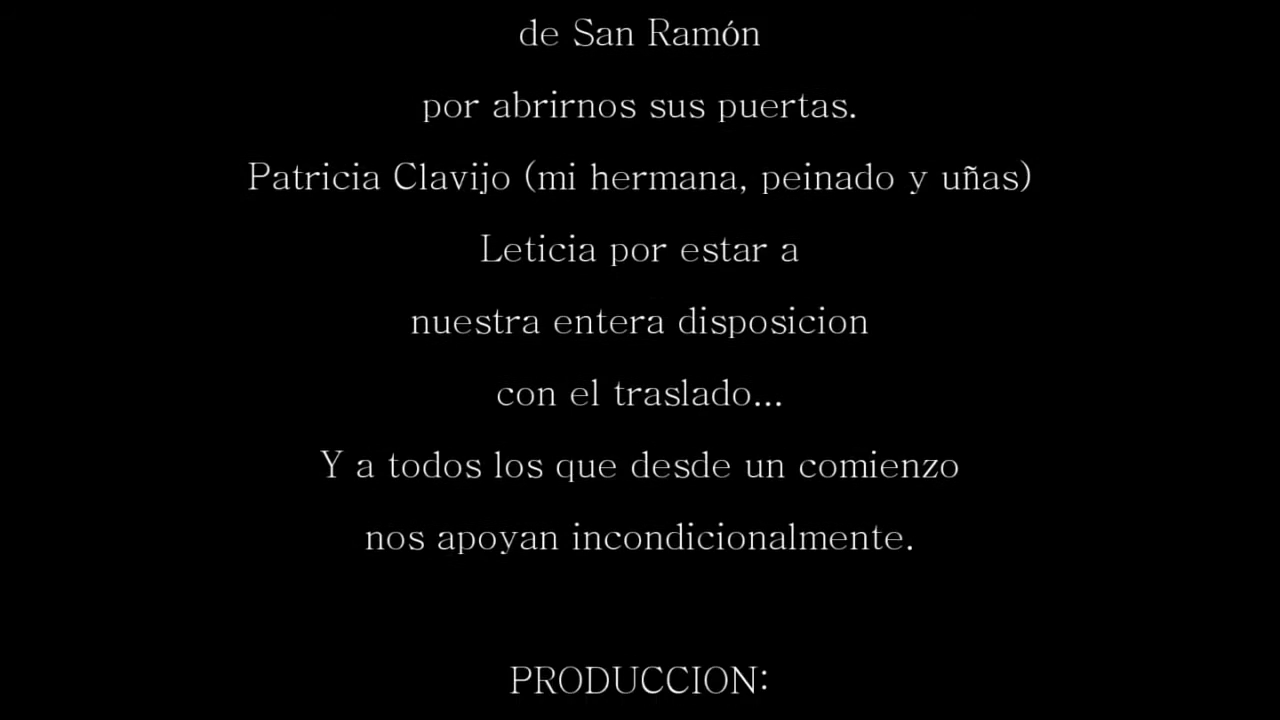 de San Ramón
por abrirnos sus puertas.
Patricia Clavijo (mi hermana, peinado y uñas)
Leticia por estar a
nuestra entera disposicion
con el traslado...
Y a todos los que desde un comienzo
nos apoyan incondicionalmente.
PRODUCCION: